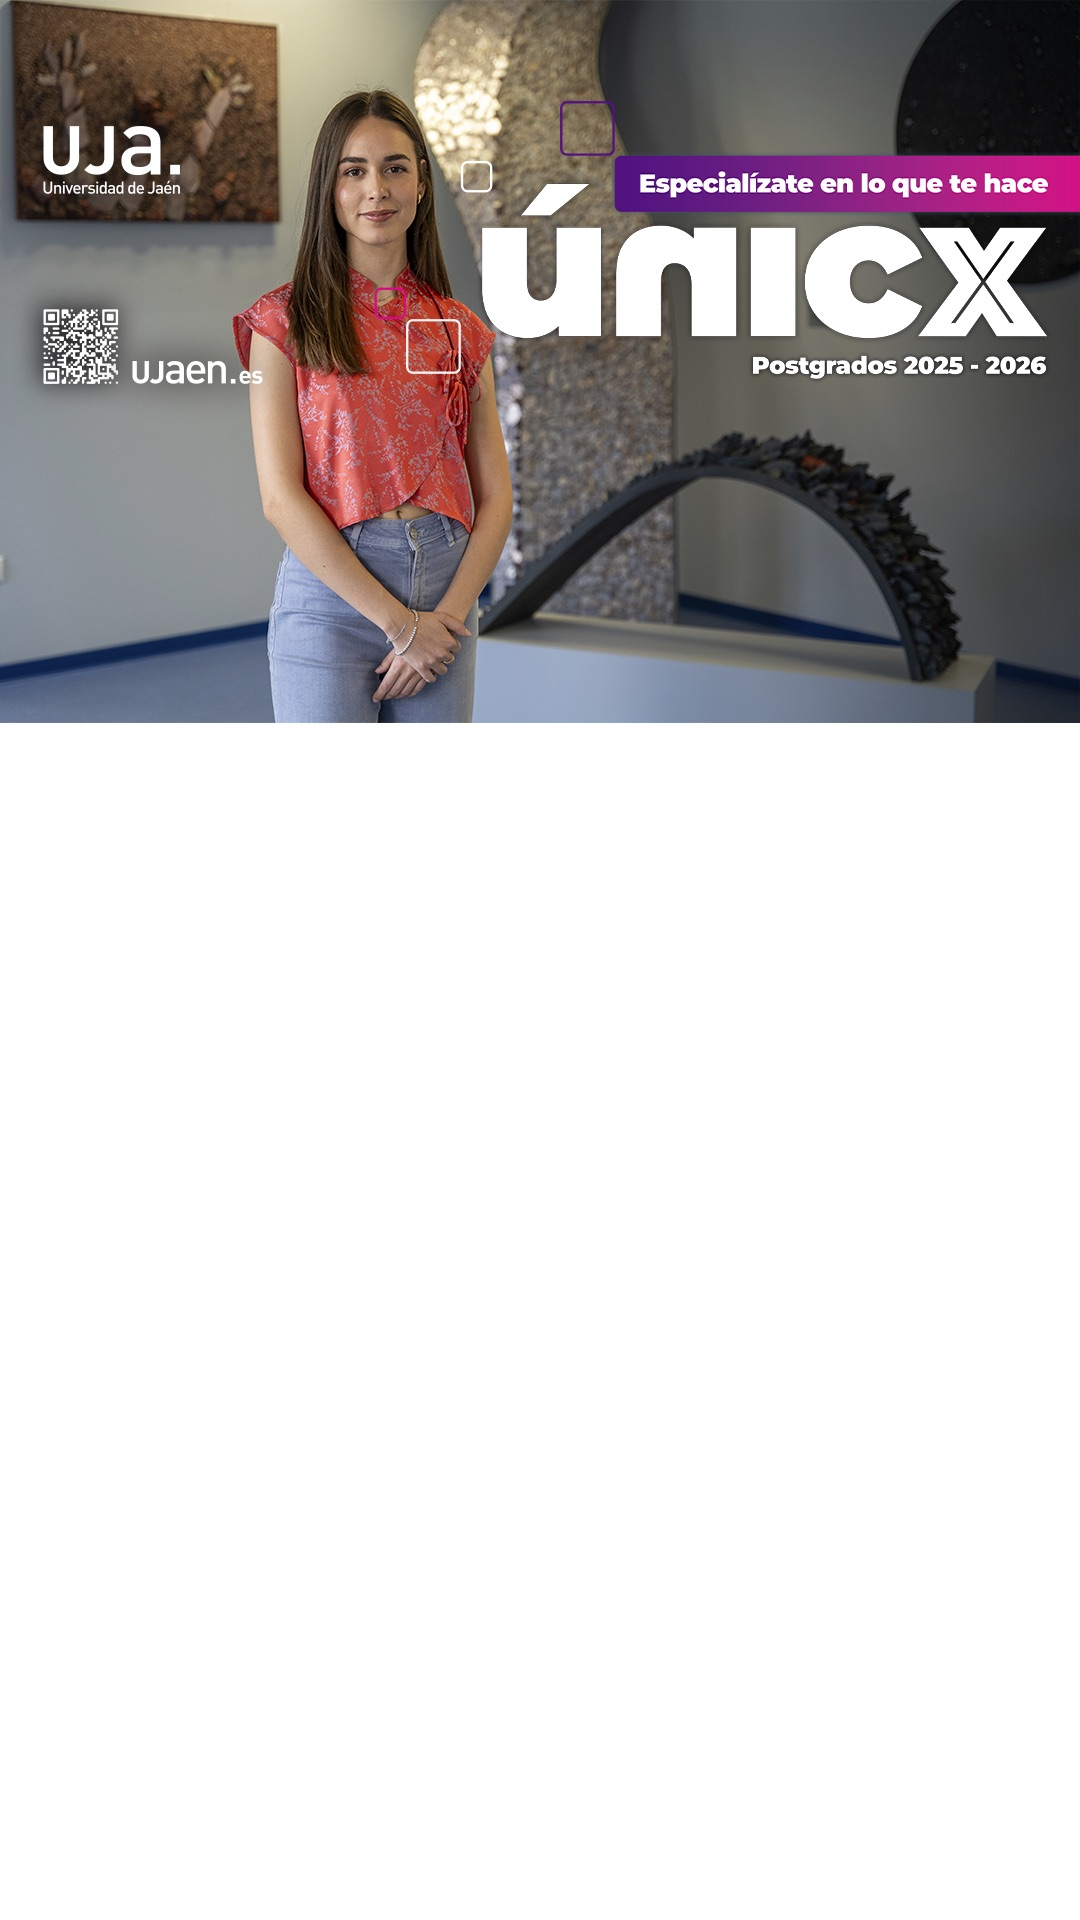 uja.
Universidad de Jaén
ujaen.es
Especialízate en lo que te hace
únicx
Postgrados 2025 - 2026